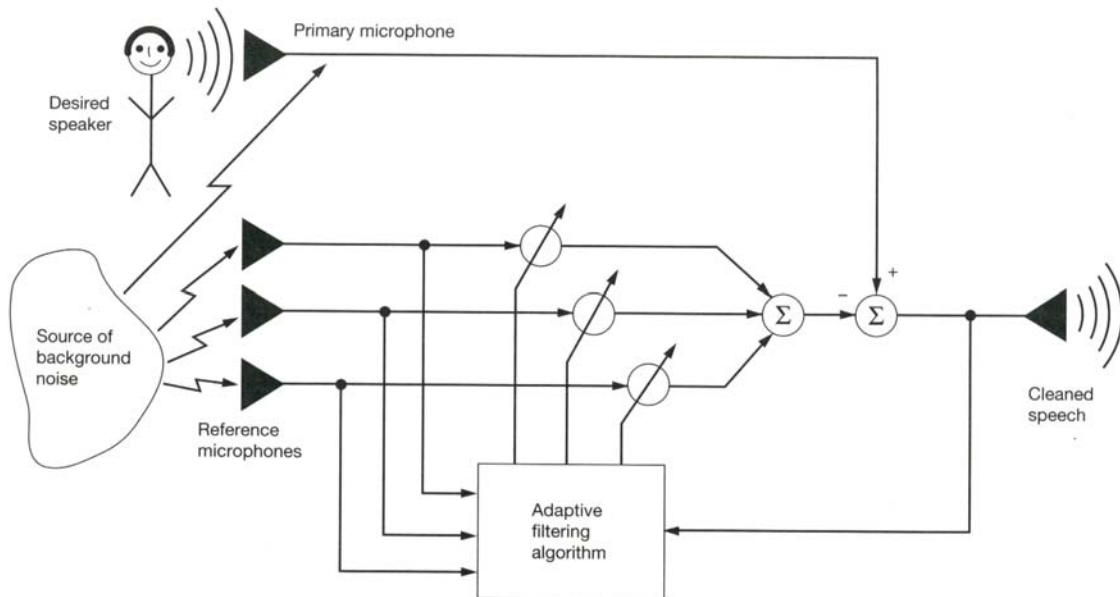 Primary microphone
Desired
speaker
+
−
Σ
Σ
Source of
background
noise
Cleaned
speech
Reference
microphones
Adaptive
filtering
algorithm